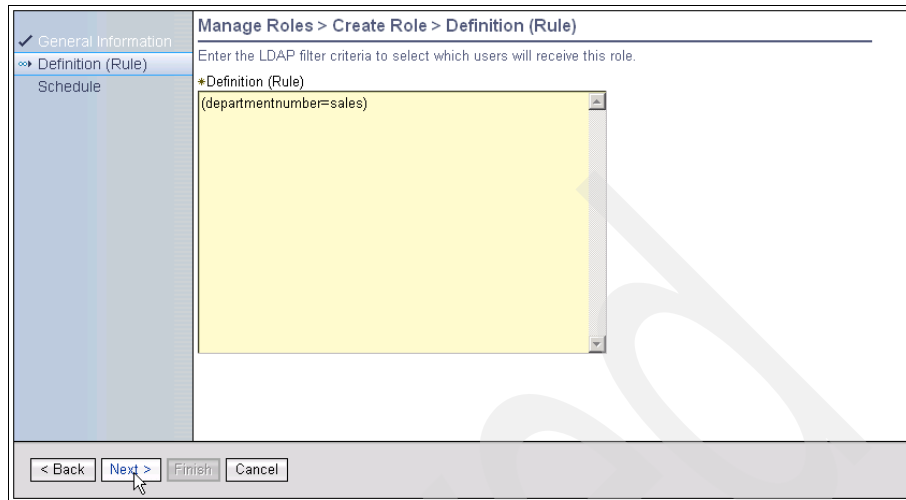 Manage Roles > Create Role > Definition (Rule)
General Information
Definition (Rule)
Schedule
Enter the LDAP filter criteria to select which users will receive this role.
*Definition (Rule)
(departmentnumber=sales)
< Back
Next >
Finish
Cancel